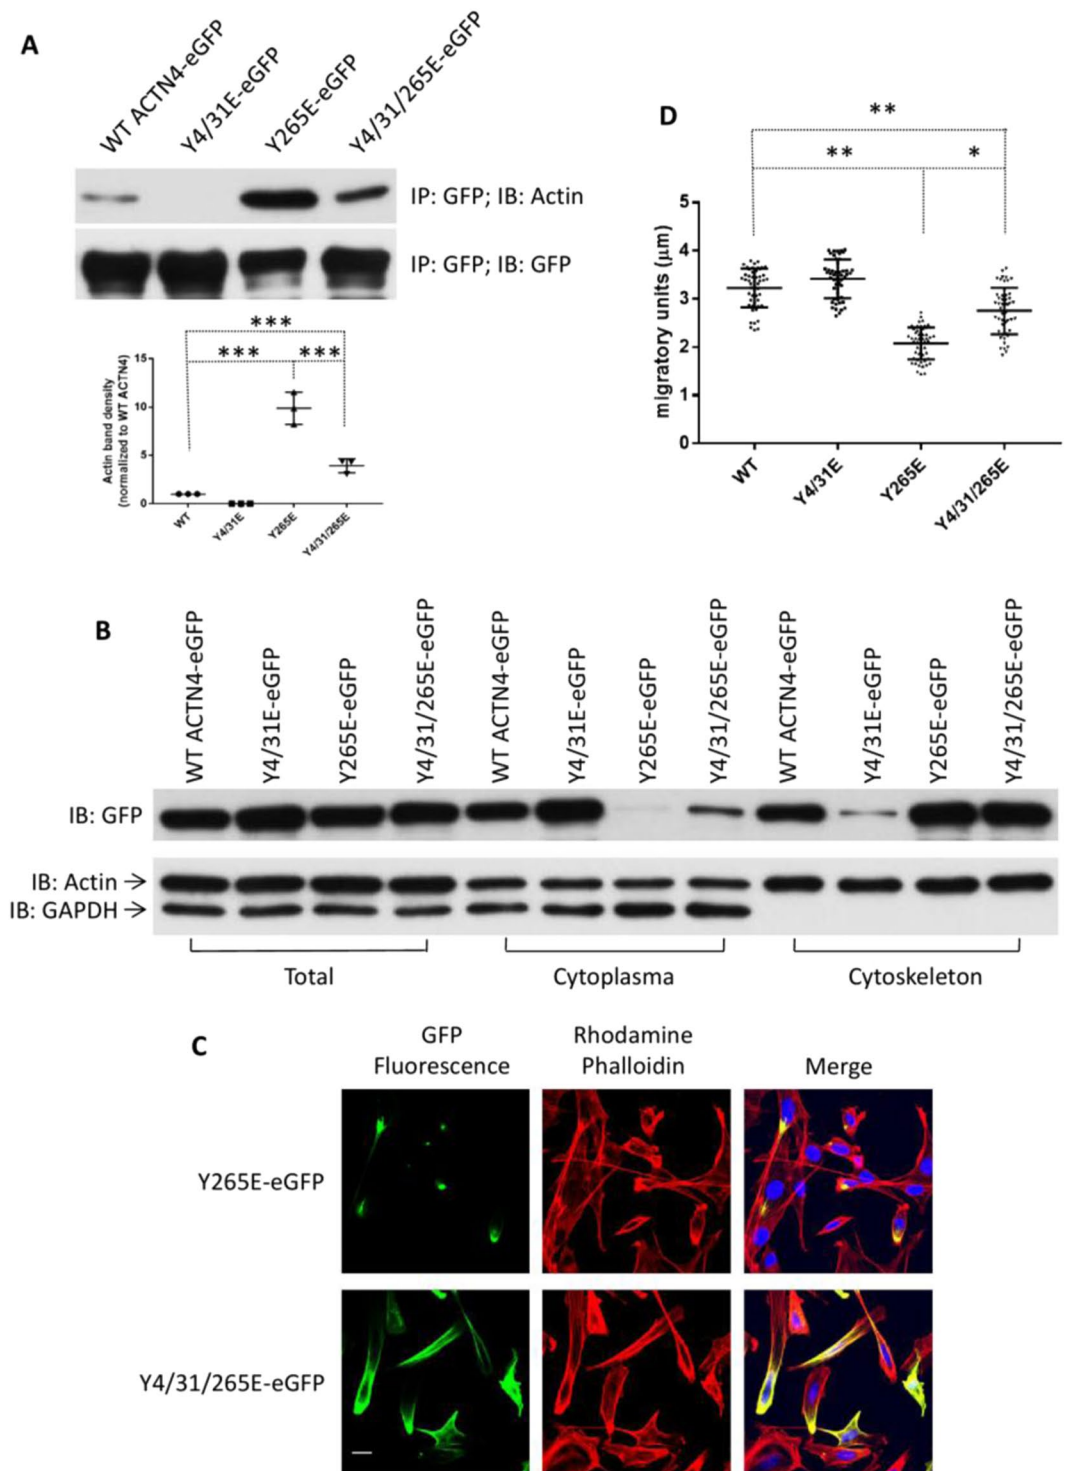 A
WT ACTN4-eGFP
Y4/31E-eGFP
Y265E-eGFP
Y4/31/265E-eGFP
IP: GFP; IB: Actin
IP: GFP; IB: GFP
***
*** ***
Actin band density
(normalized to WT ACTN4)
15
10
5
0
WT
Y4/31E
Y265E
Y4/31/265E
D
**
** *
migratory units (μm)
5
4
3
2
1
0
WT
Y4/31E
Y265E
Y4/31/265E
B
WT ACTN4-eGFP
Y4/31E-eGFP
Y265E-eGFP
Y4/31/265E-eGFP
WT ACTN4-eGFP
Y4/31E-eGFP
Y265E-eGFP
Y4/31/265E-eGFP
WT ACTN4-eGFP
Y4/31E-eGFP
Y265E-eGFP
Y4/31/265E-eGFP
IB: GFP
IB: Actin →
IB: GAPDH →
Total
Cytoplasma
Cytoskeleton
C
GFP
Fluorescence
Rhodamine
Phalloidin
Merge
Y265E-eGFP
Y4/31/265E-eGFP